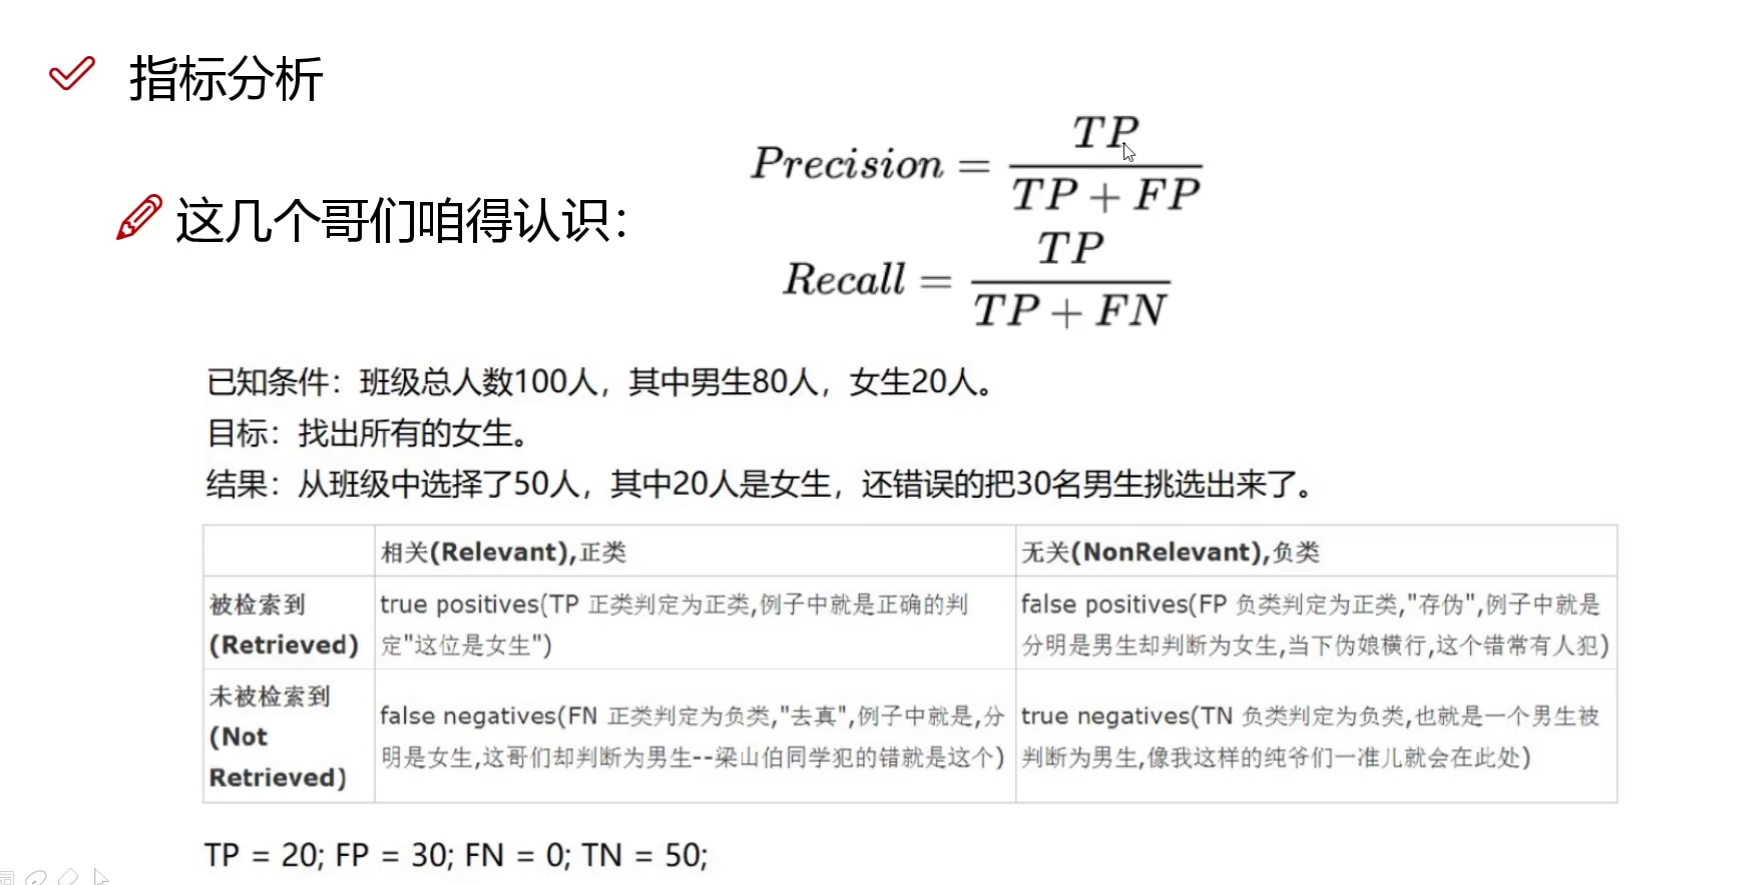 指标分析
这几个哥们咱得认识：
Precision = TP / (TP + FP)
Recall = TP / (TP + FN)
已知条件：班级总人数100人，其中男生80人，女生20人。
目标：找出所有的女生。
结果：从班级中选择了50人，其中20人是女生，还错误的把30名男生挑选出来了。
相关(Relevant),正类
无关(NonRelevant),负类
被检索到
(Retrieved)
true positives(TP 正类判定为正类,例子中就是正确的判
定"这位是女生")
false positives(FP 负类判定为正类,"存伪",例子中就是
分明是男生却判断为女生,当下伪娘横行,这个错常有人犯)
未被检索到
(Not
Retrieved)
false negatives(FN 正类判定为负类,"去真",例子中就是,分
明是女生,这哥们却判断为男生--梁山伯同学犯的错就是这个)
true negatives(TN 负类判定为负类,也就是一个男生被
判断为男生,像我这样的纯爷们一准儿就会在此处)
TP = 20; FP = 30; FN = 0; TN = 50;